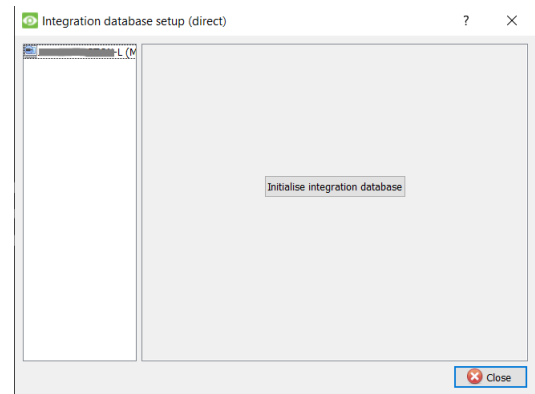 Integration database setup (direct)
?
-L (M
Initialise integration database
Close